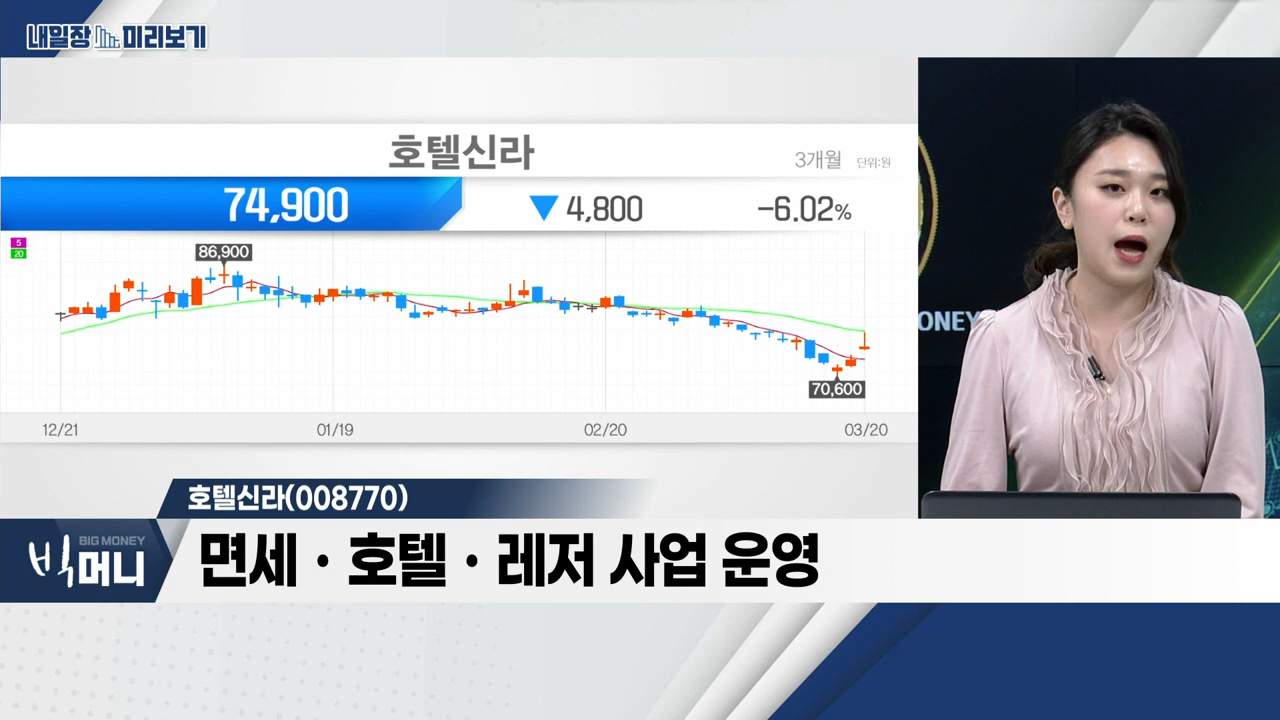 내일장 미리보기
호텔신라
3개월 단위:원
74,900 ▼ 4,800 -6.02%
5
20
86,900
70,600
12/21 01/19 02/20 03/20
ONEY
호텔신라(008770)
BIG MONEY
빅머니
면세·호텔·레저 사업 운영